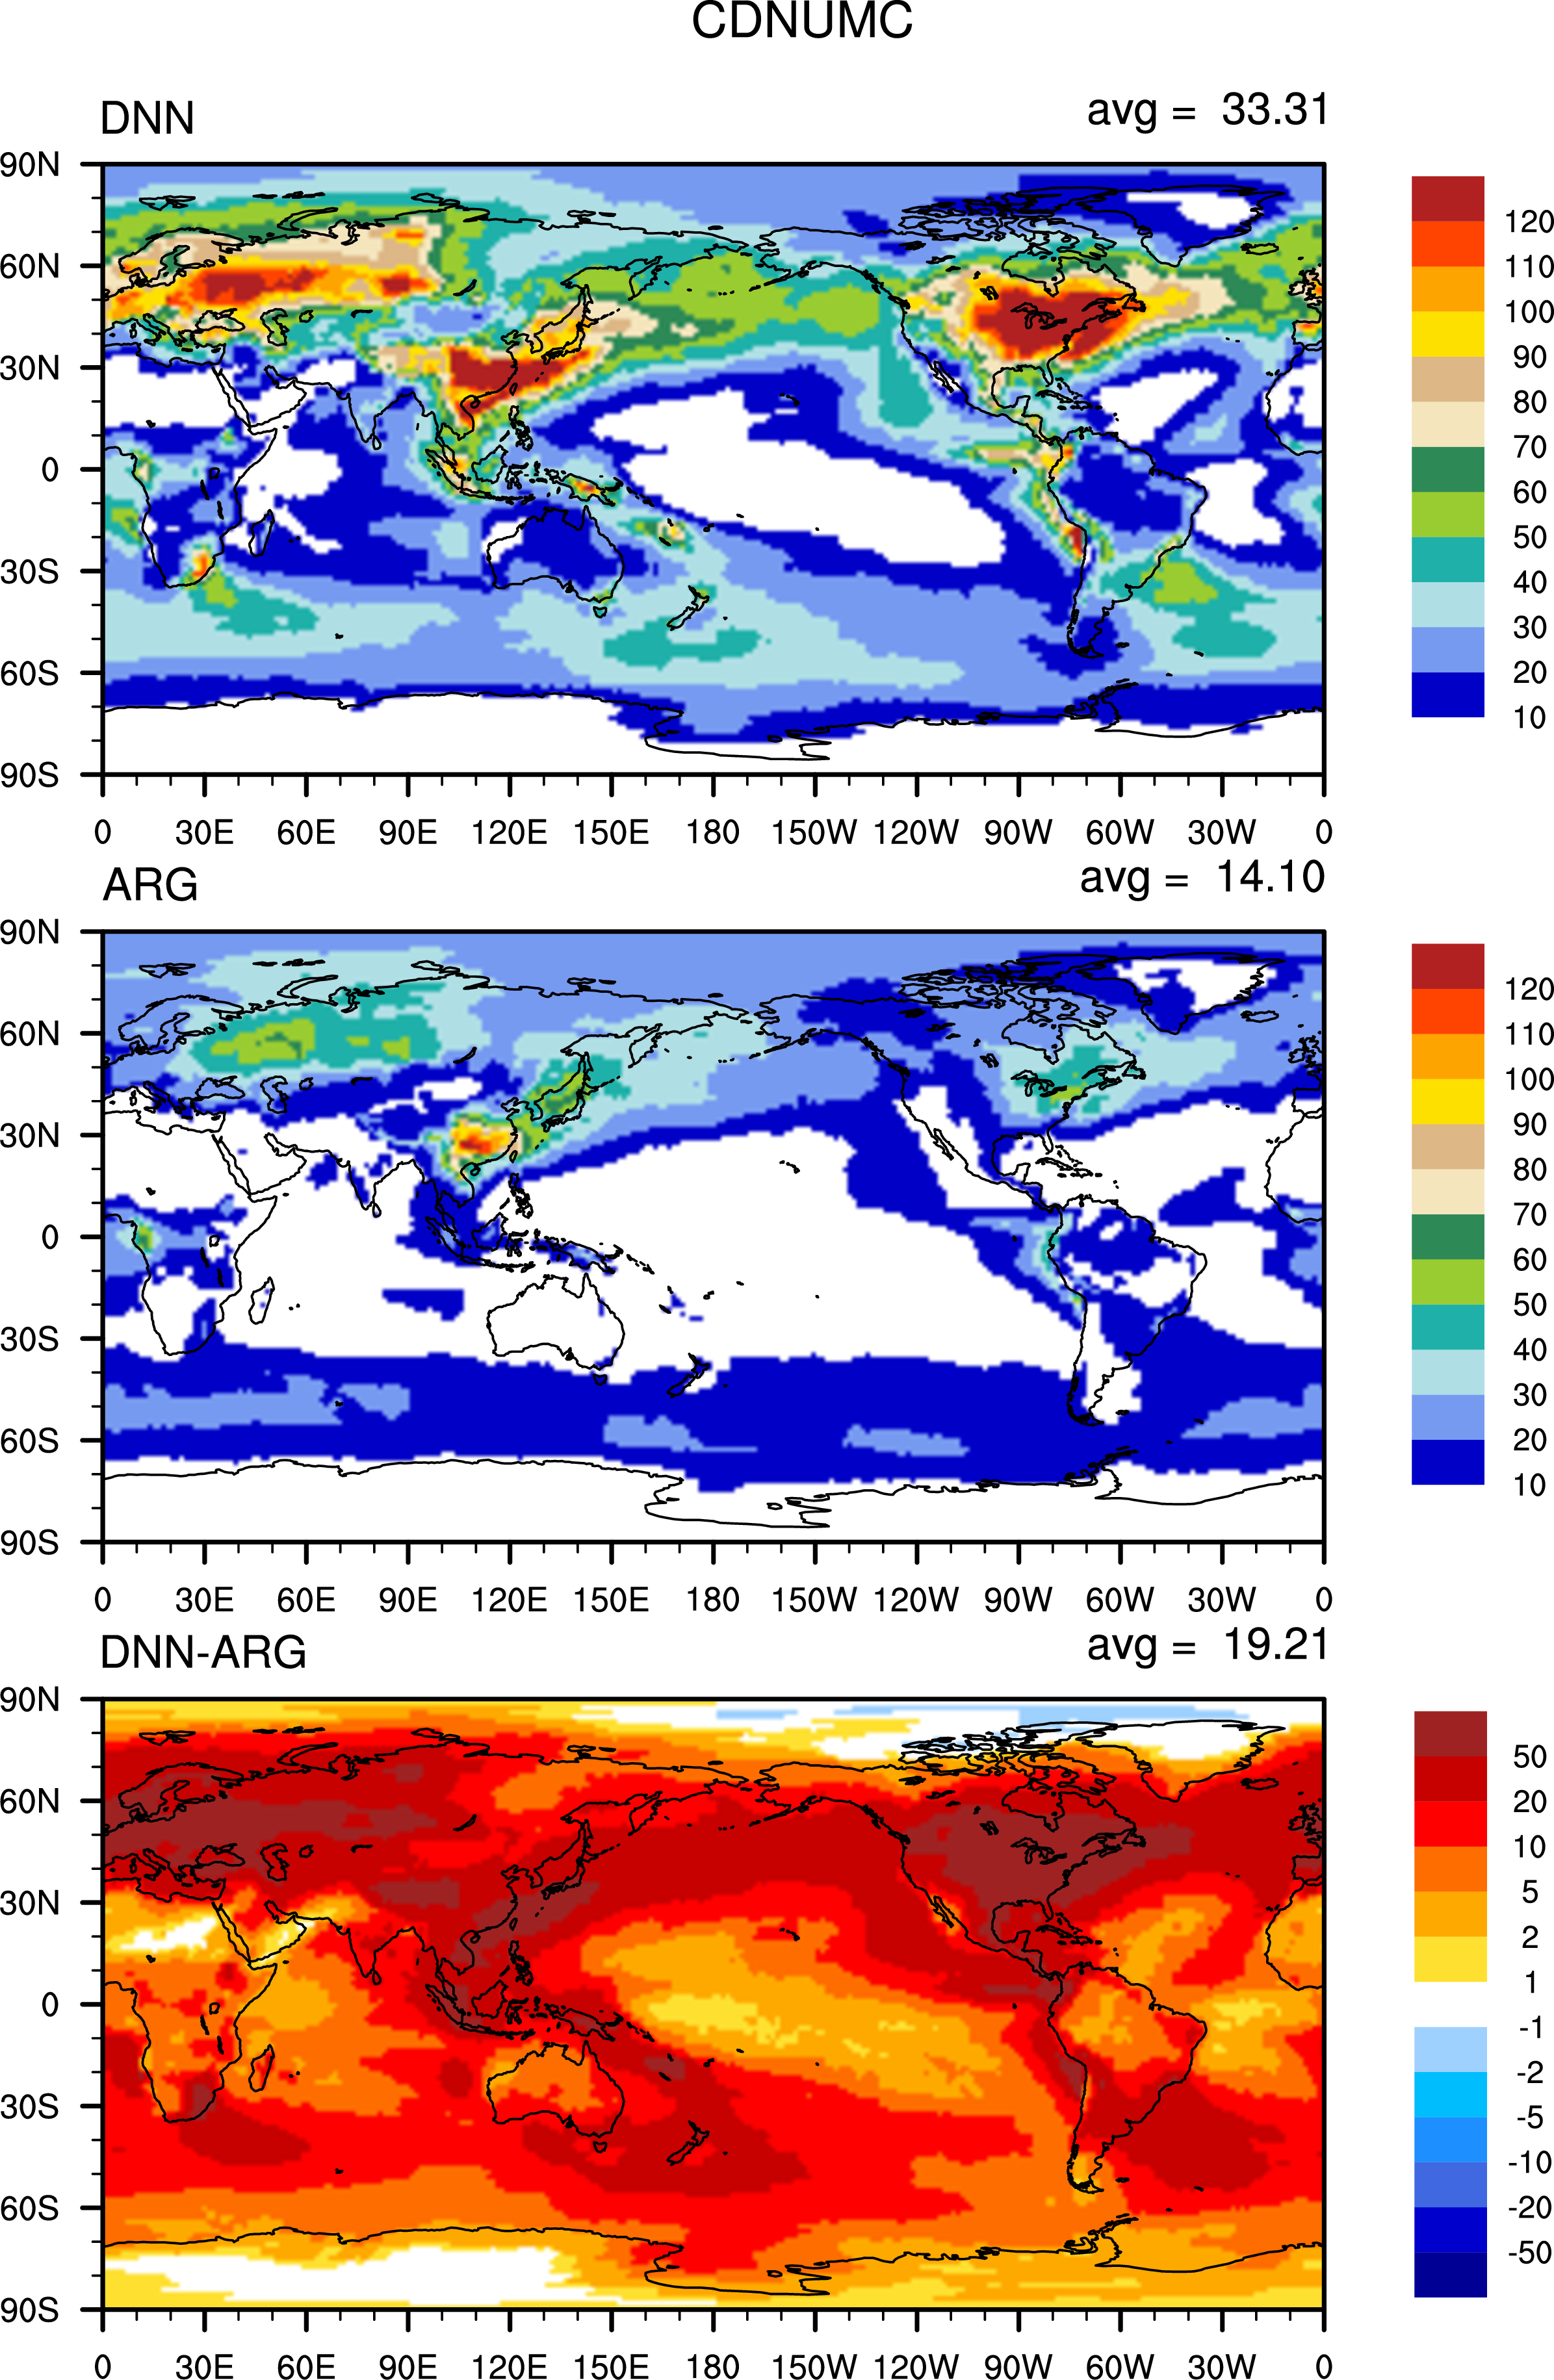 CDNUMC
DNN avg = 33.31
90N
60N
30N
0
30S
60S
90S
0 30E 60E 90E 120E 150E 180 150W 120W 90W 60W 30W 0
120
110
100
90
80
70
60
50
40
30
20
10
ARG avg = 14.10
90N
60N
30N
0
30S
60S
90S
0 30E 60E 90E 120E 150E 180 150W 120W 90W 60W 30W 0
120
110
100
90
80
70
60
50
40
30
20
10
DNN-ARG avg = 19.21
90N
60N
30N
0
30S
60S
90S
0 30E 60E 90E 120E 150E 180 150W 120W 90W 60W 30W 0
50
20
10
5
2
1
-1
-2
-5
-10
-20
-50